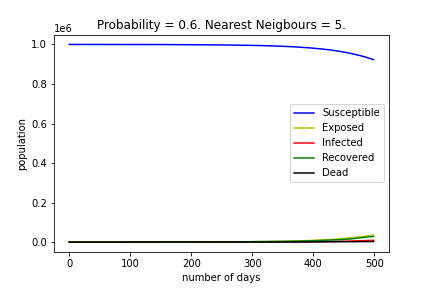 Probability = 0.6. Nearest Neigbours = 5.
1e6
1.0
0.8
0.6
0.4
0.2
0.0
population
Susceptible
Exposed
Infected
Recovered
Dead
0 100 200 300 400 500
number of days